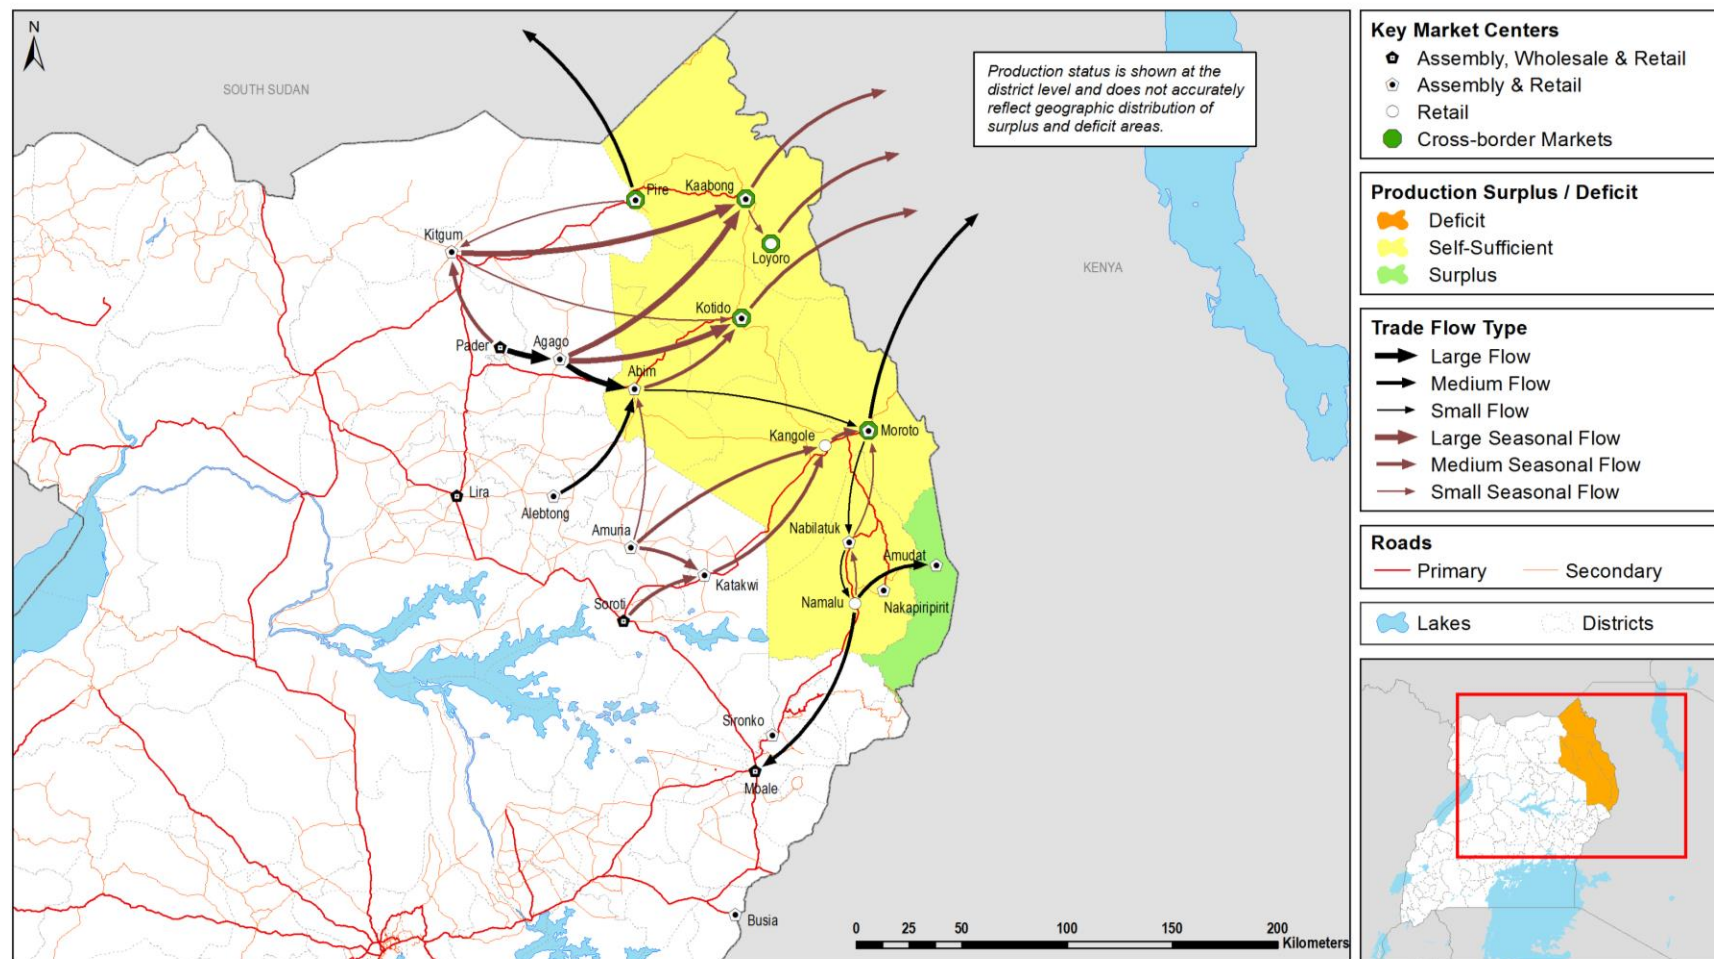 N
SOUTH SUDAN
Production status is shown at the
district level and does not accurately
reflect geographic distribution of
surplus and deficit areas.
Pire
Kaabong
Kitgum
Loyoro
KENYA
Kotido
Pader
Agago
Abim
Kangole
Moroto
Lira
Alebtong
Amuria
Nabilatuk
Amudat
Katakwi
Soroti
Namalu
Nakapiripirit
Sironko
Mbale
Busia
0 25 50 100 150 200
Kilometers
Key Market Centers
Assembly, Wholesale & Retail
Assembly & Retail
Retail
Cross-border Markets
Production Surplus / Deficit
Deficit
Self-Sufficient
Surplus
Trade Flow Type
Large Flow
Medium Flow
Small Flow
Large Seasonal Flow
Medium Seasonal Flow
Small Seasonal Flow
Roads
Primary Secondary
Lakes Districts